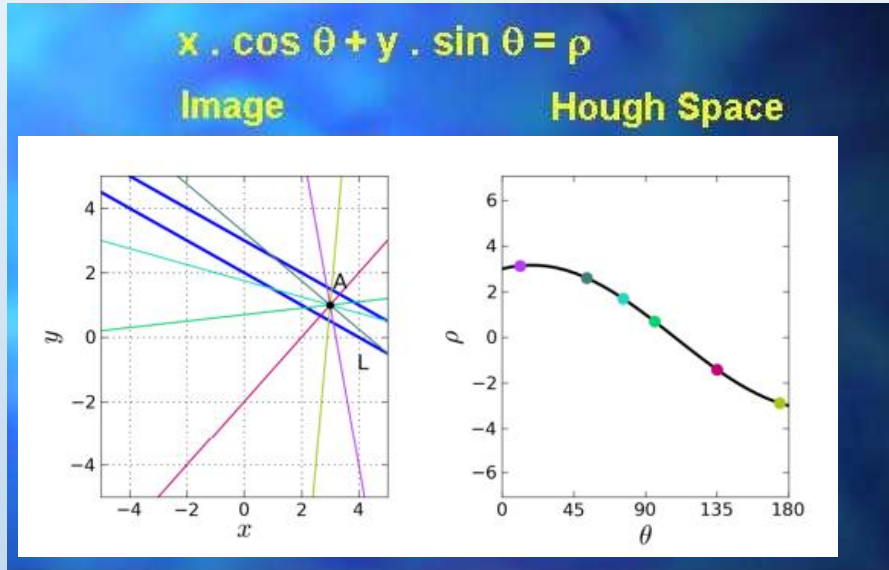 x . cos θ + y . sin θ = ρ
Image Hough Space
4
2
0
−2
−4
y
A
L
−4 −2 0 2 4
x
6
4
2
0
−2
−4
−6
ρ
0 45 90 135 180
θ